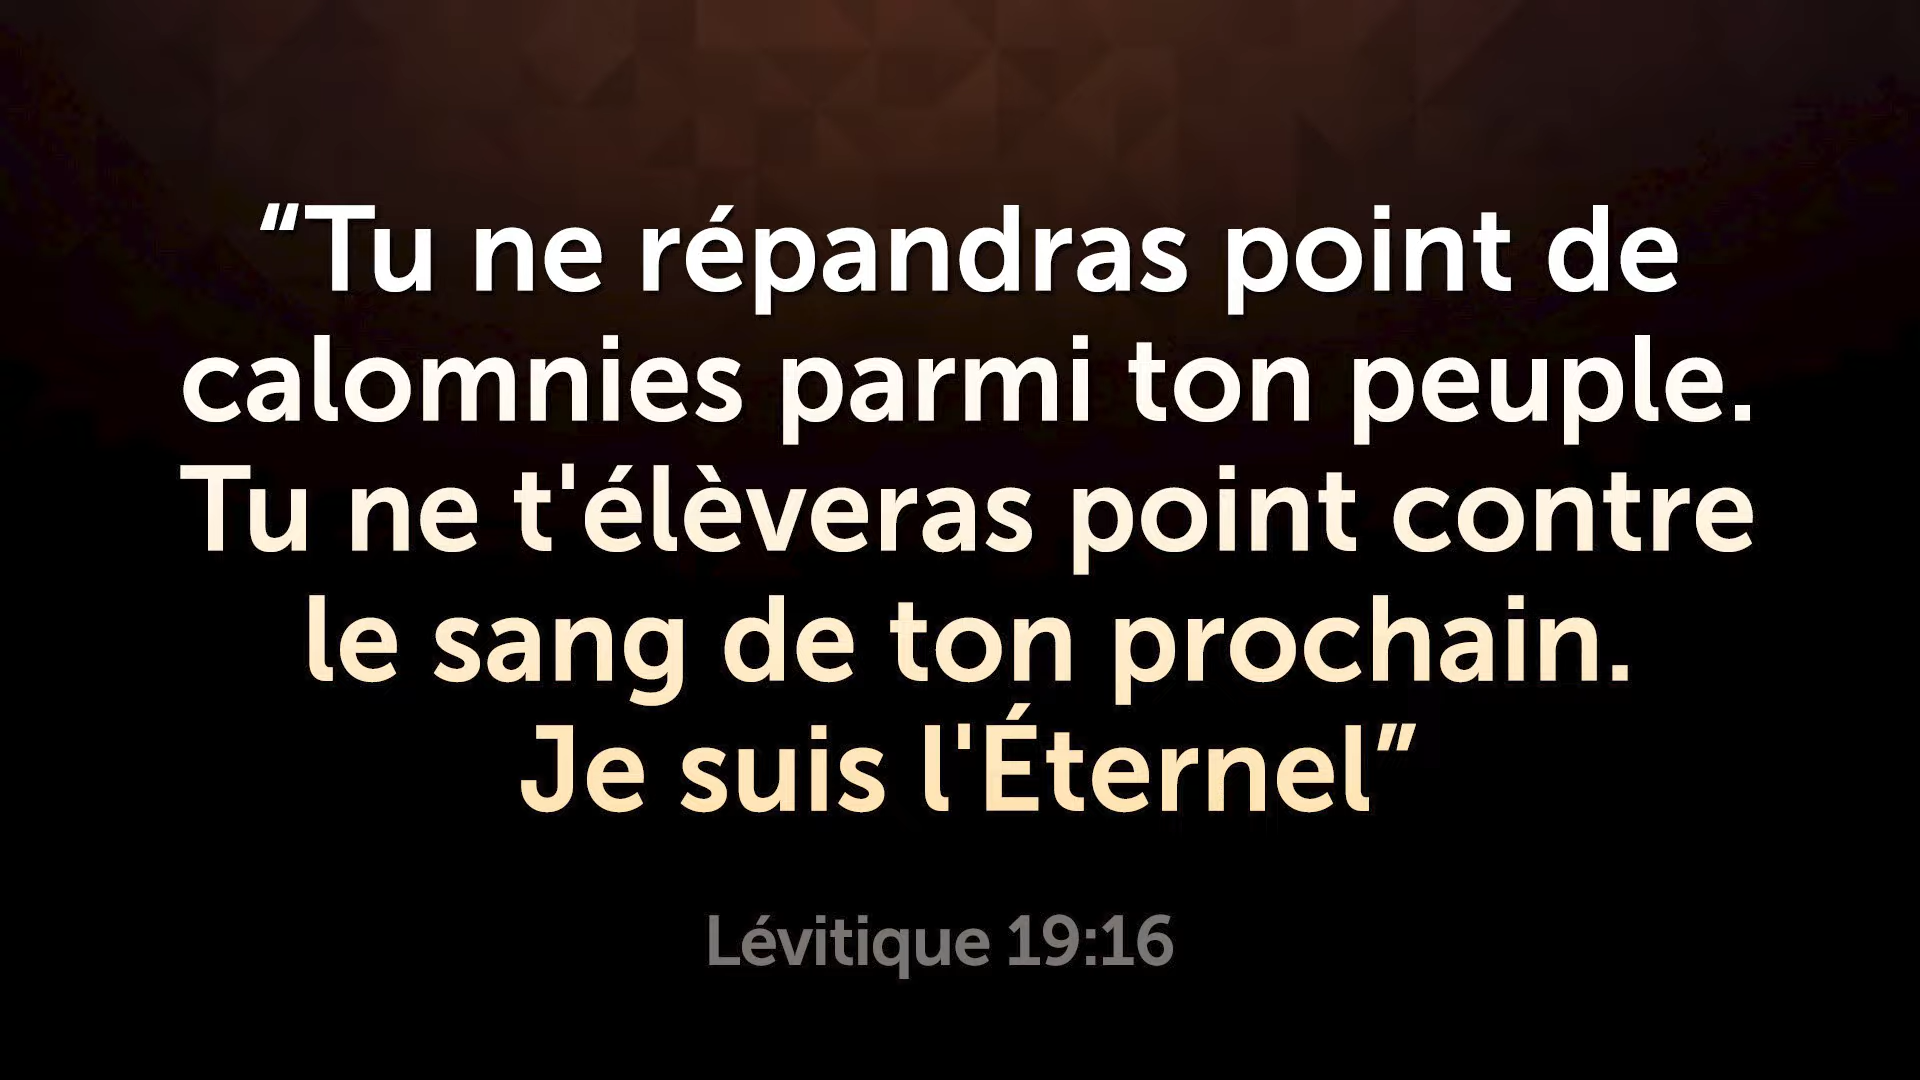 “Tu ne répandras point de
calomnies parmi ton peuple.
Tu ne t'élèveras point contre
le sang de ton prochain.
Je suis l'Éternel”
Lévitique 19:16